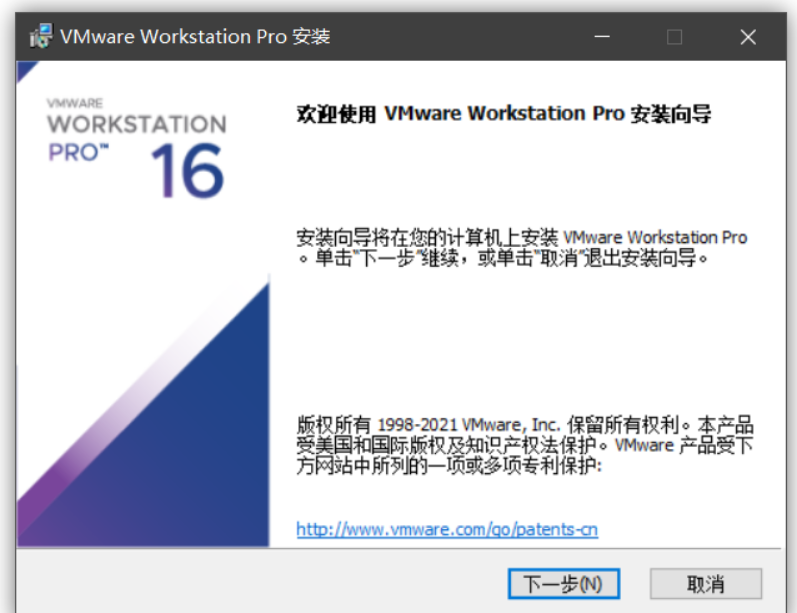 VMware Workstation Pro 安装
VMWARE
WORKSTATION
PRO™ 16
欢迎使用 VMware Workstation Pro 安装向导
安装向导将在您的计算机上安装 VMware Workstation Pro
。单击“下一步”继续，或单击“取消”退出安装向导。
版权所有 1998-2021 VMware, Inc. 保留所有权利。本产品
受美国和国际版权及知识产权法保护。VMware 产品受下
方网站中所列的一项或多项专利保护:
http://www.vmware.com/go/patents-cn
下一步(N)
取消